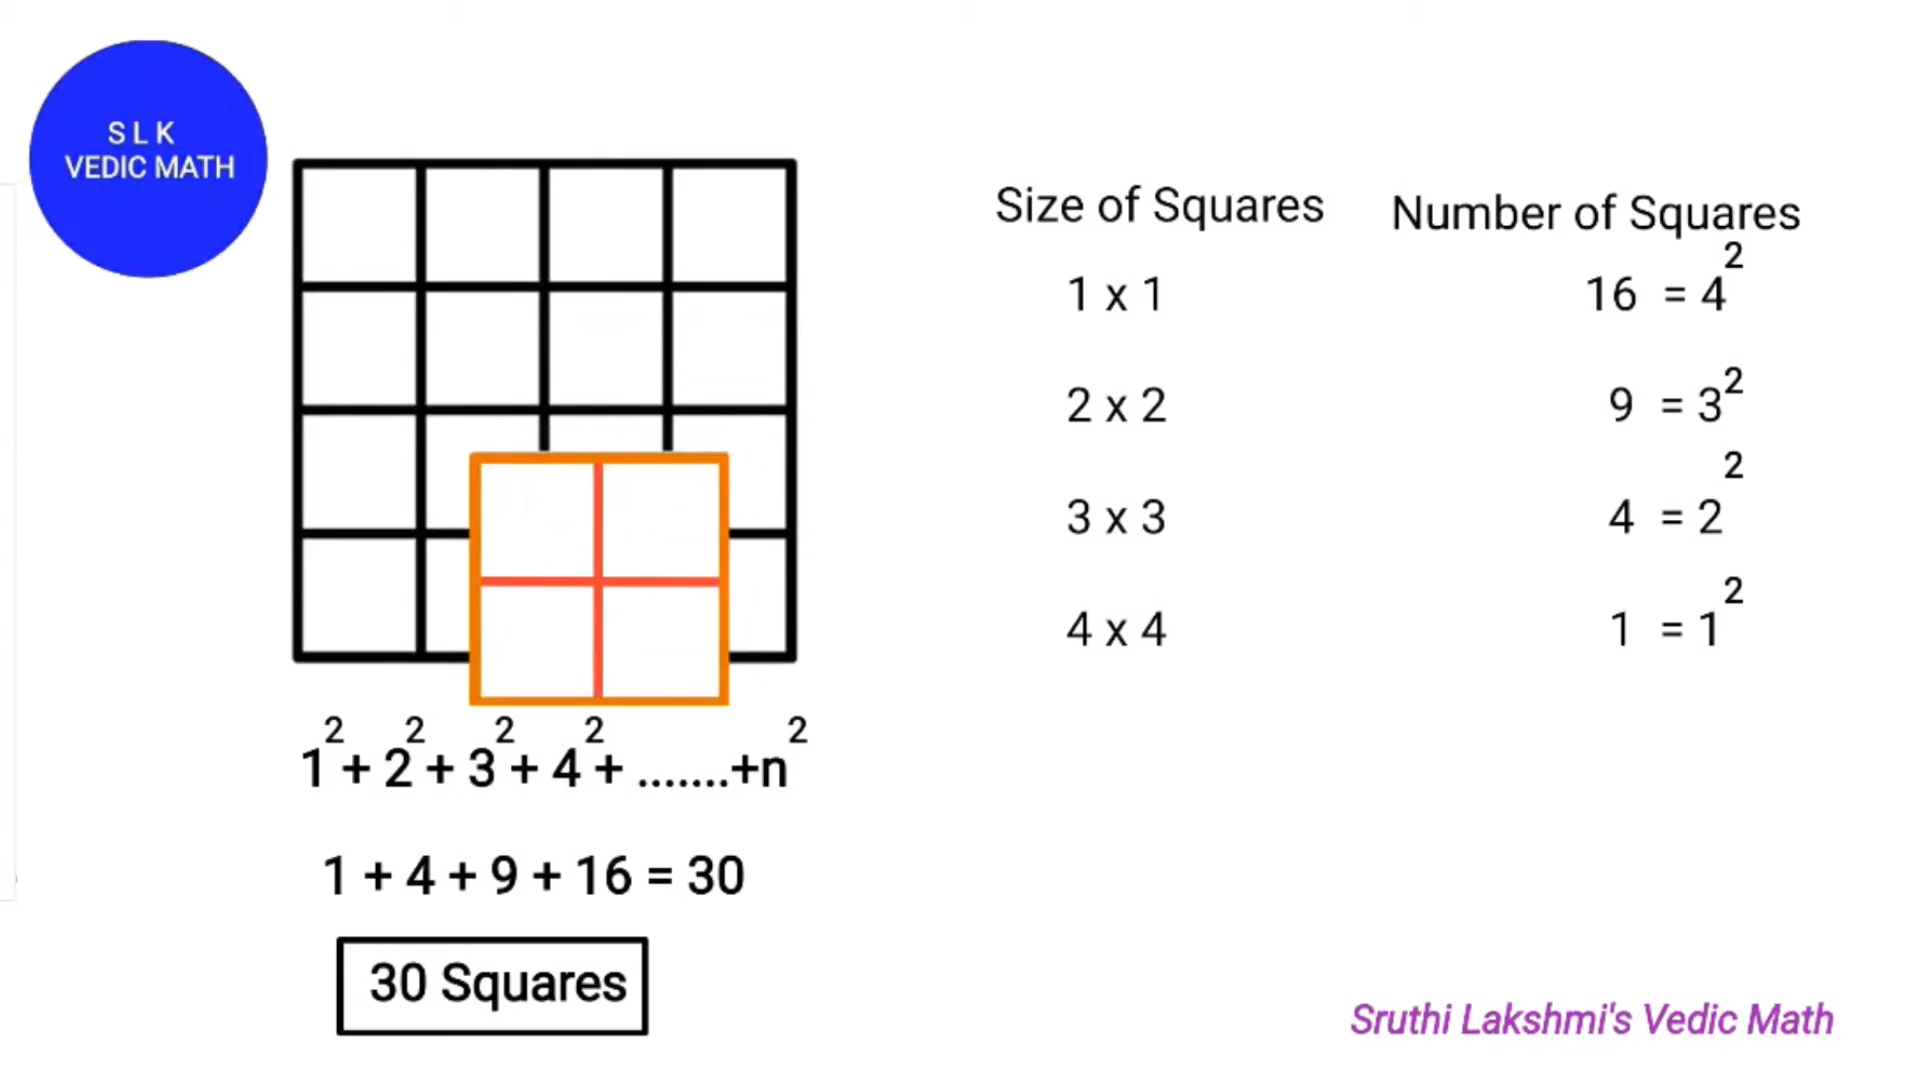 S L K
VEDIC MATH
Size of Squares Number of Squares
1 x 1 16 = 4²
2 x 2 9 = 3²
3 x 3 4 = 2²
4 x 4 1 = 1²
1² + 2² + 3² + 4² + ....... +n²
1 + 4 + 9 + 16 = 30
30 Squares
Sruthi Lakshmi's Vedic Math